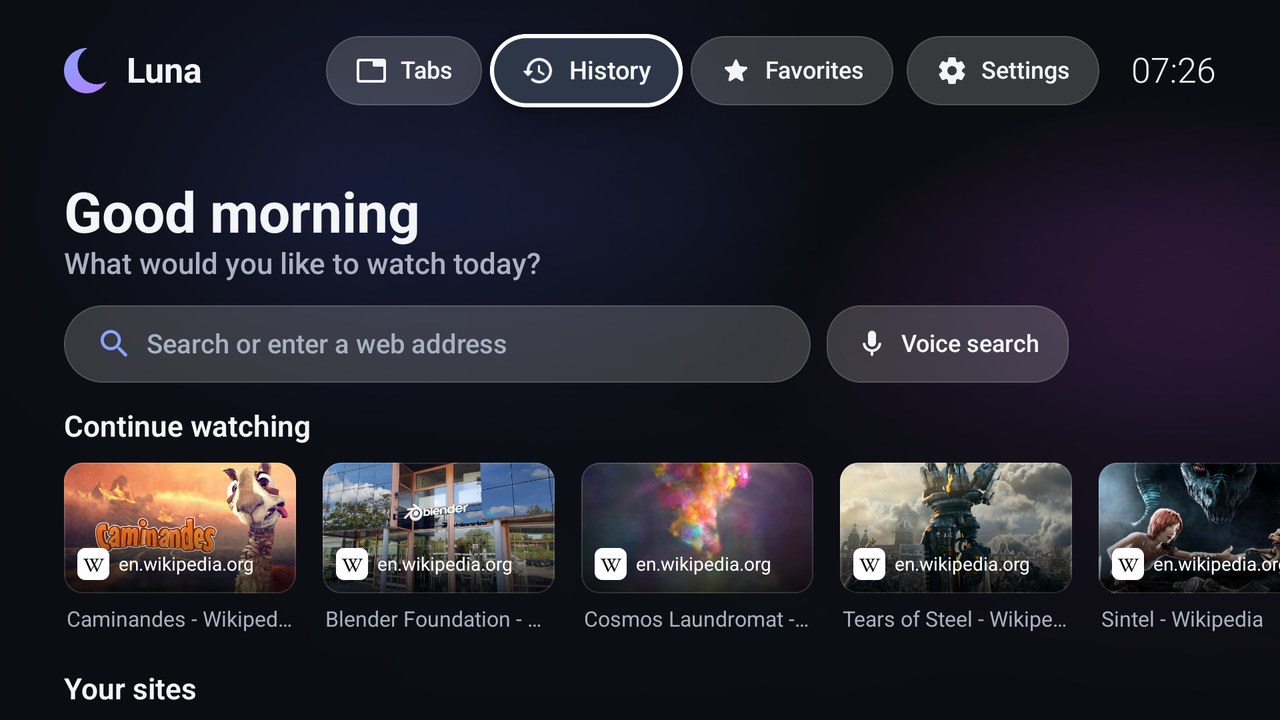 Luna
Tabs
History
Favorites
Settings
07:26
Good morning
What would you like to watch today?
Search or enter a web address
Voice search
Continue watching
Caminandes
W en.wikipedia.org
blender
W en.wikipedia.org
W en.wikipedia.org
W en.wikipedia.org
W en.wikipedia.or
Caminandes - Wikiped...
Blender Foundation - ...
Cosmos Laundromat -...
Tears of Steel - Wikipe...
Sintel - Wikipedia
Your sites